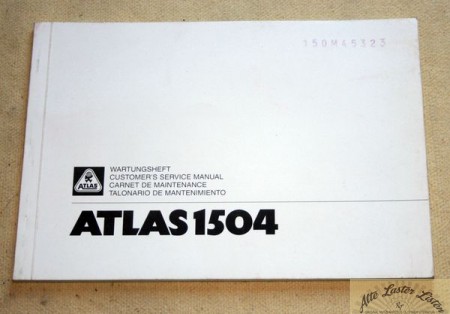 150M45323
WARTUNGSHEFT
CUSTOMER'S SERVICE MANUAL
CARNET DE MAINTENANCE
TALONARIO DE MANTENIMIENTO
ATLAS
ATLAS 1504
Alte Laster Listen